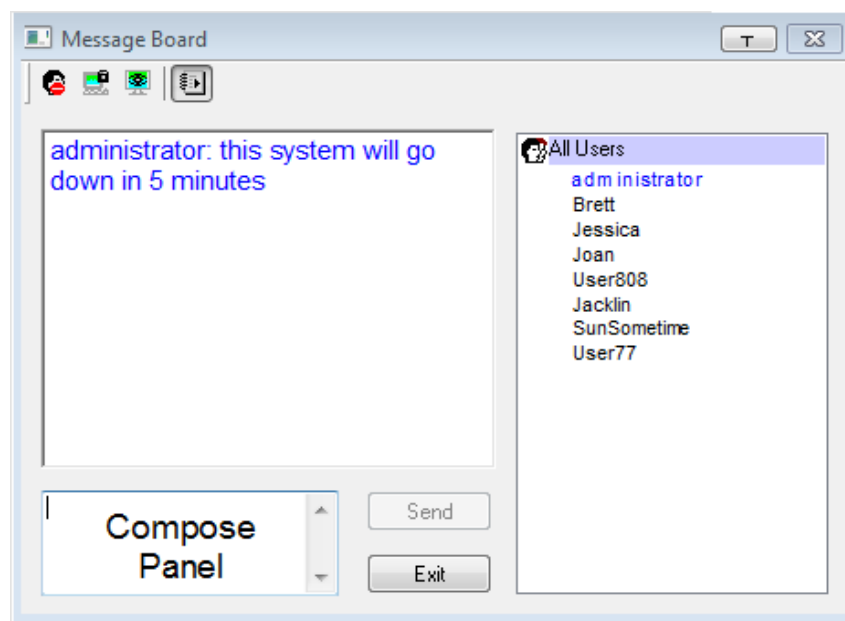 Message Board
T
administrator: this system will go
down in 5 minutes
All Users
administrator
Brett
Jessica
Joan
User808
Jacklin
SunSometime
User77
Compose
Panel
Send
Exit